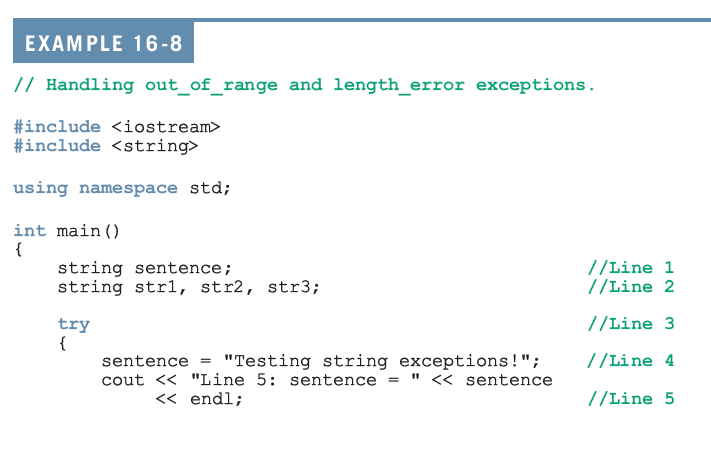 EXAMPLE 16-8
// Handling out_of_range and length_error exceptions.
#include <iostream>
#include <string>
using namespace std;
int main()
{
string sentence; //Line 1
string str1, str2, str3; //Line 2
try //Line 3
{
sentence = "Testing string exceptions!"; //Line 4
cout << "Line 5: sentence = " << sentence
<< endl; //Line 5